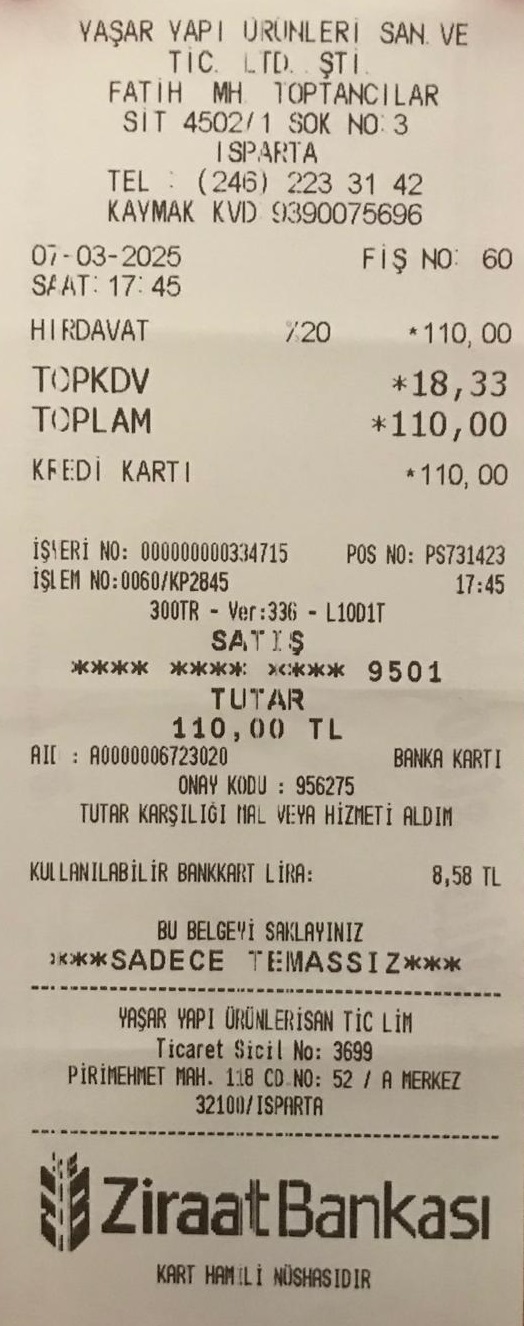 YAŞAR YAPI ÜRÜNLERİ SAN. VE
TİC. LTD. ŞTİ.
FATİH MH. TOPTANCILAR
SİT 4502/1 SOK NO:3
ISPARTA
TEL : (246) 223 31 42
KAYMAK KVD 9390075696
07-03-2025 FİŞ NO: 60
SAAT: 17:45
HIRDAVAT %20 *110,00
TOPKDV *18,33
TOPLAM *110,00
KREDİ KARTI *110,00
İŞYERİ NO: 000000000334715 POS NO: PS731423
İŞLEM NO:0060/KP2845 17:45
300TR - Ver:336 - L10D1T
SATIŞ
**** **** **** 9501
TUTAR
110,00 TL
AID : A0000006723020 BANKA KARTI
ONAY KODU : 956275
TUTAR KARŞILIĞI MAL VEYA HİZMETİ ALDIM
KULLANILABİLİR BANKKART LİRA: 8,58 TL
BU BELGEYİ SAKLAYINIZ
***SADECE TEMASSIZ***
YAŞAR YAPI ÜRÜNLERİSAN TİC LİM
Ticaret Sicil No: 3699
PİRİMEHMET MAH. 118 CD.NO: 52 / A MERKEZ
32100/ISPARTA
Ziraat Bankası
KART HAMİLİ NÜSHASIDIR